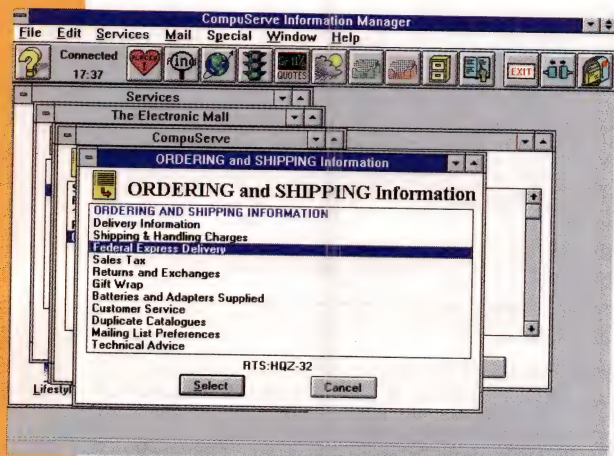 CompuServe Information Manager
File Edit Services Mail Special Window Help
Connected
17:37
QUOTES
EXIT
Services
The Electronic Mall
CompuServe
ORDERING and SHIPPING Information
ORDERING and SHIPPING Information
ORDERING AND SHIPPING INFORMATION
Delivery Information
Shipping & Handling Charges
Federal Express Delivery
Sales Tax
Returns and Exchanges
Gift Wrap
Batteries and Adapters Supplied
Customer Service
Duplicate Catalogues
Mailing List Preferences
Technical Advice
RTS:HQZ-32
Select Cancel